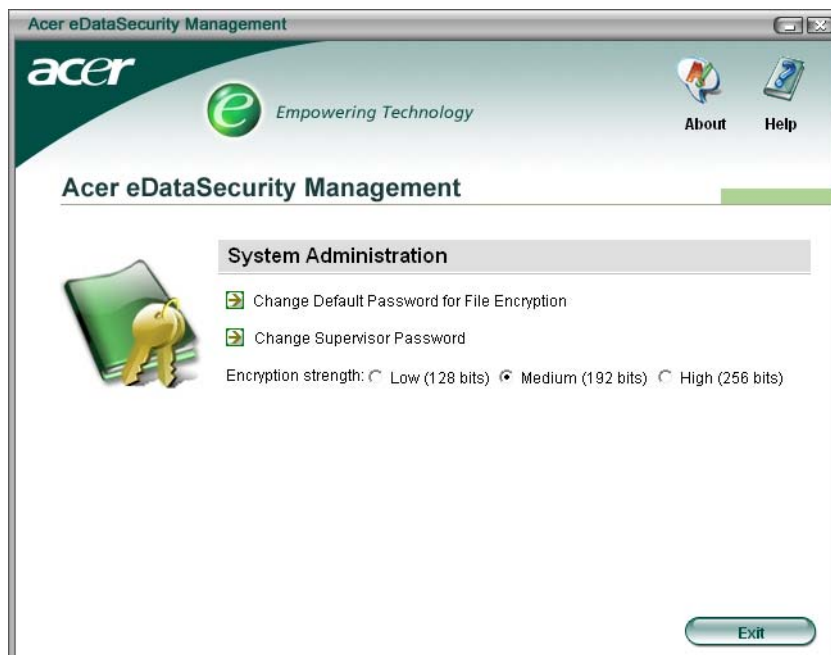 Acer eDataSecurity Management
acer
e Empowering Technology
About Help
Acer eDataSecurity Management
System Administration
Change Default Password for File Encryption
Change Supervisor Password
Encryption strength: Low (128 bits) Medium (192 bits) High (256 bits)
Exit